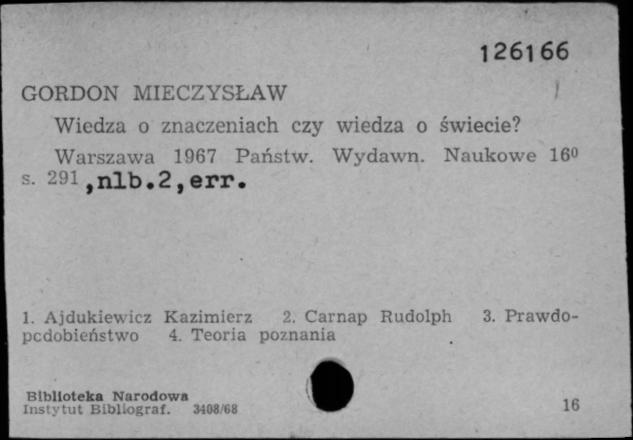 126166
GORDON MIECZYSŁAW
Wiedza o znaczeniach czy wiedza o świecie?
Warszawa 1967 Państw. Wydawn. Naukowe 16⁰
s. 291,nlb.2,err.
1. Ajdukiewicz Kazimierz 2. Carnap Rudolph 3. Prawdo-
pcdobieństwo 4. Teoria poznania
Biblioteka Narodowa
Instytut Bibliograf. 3408/68
16